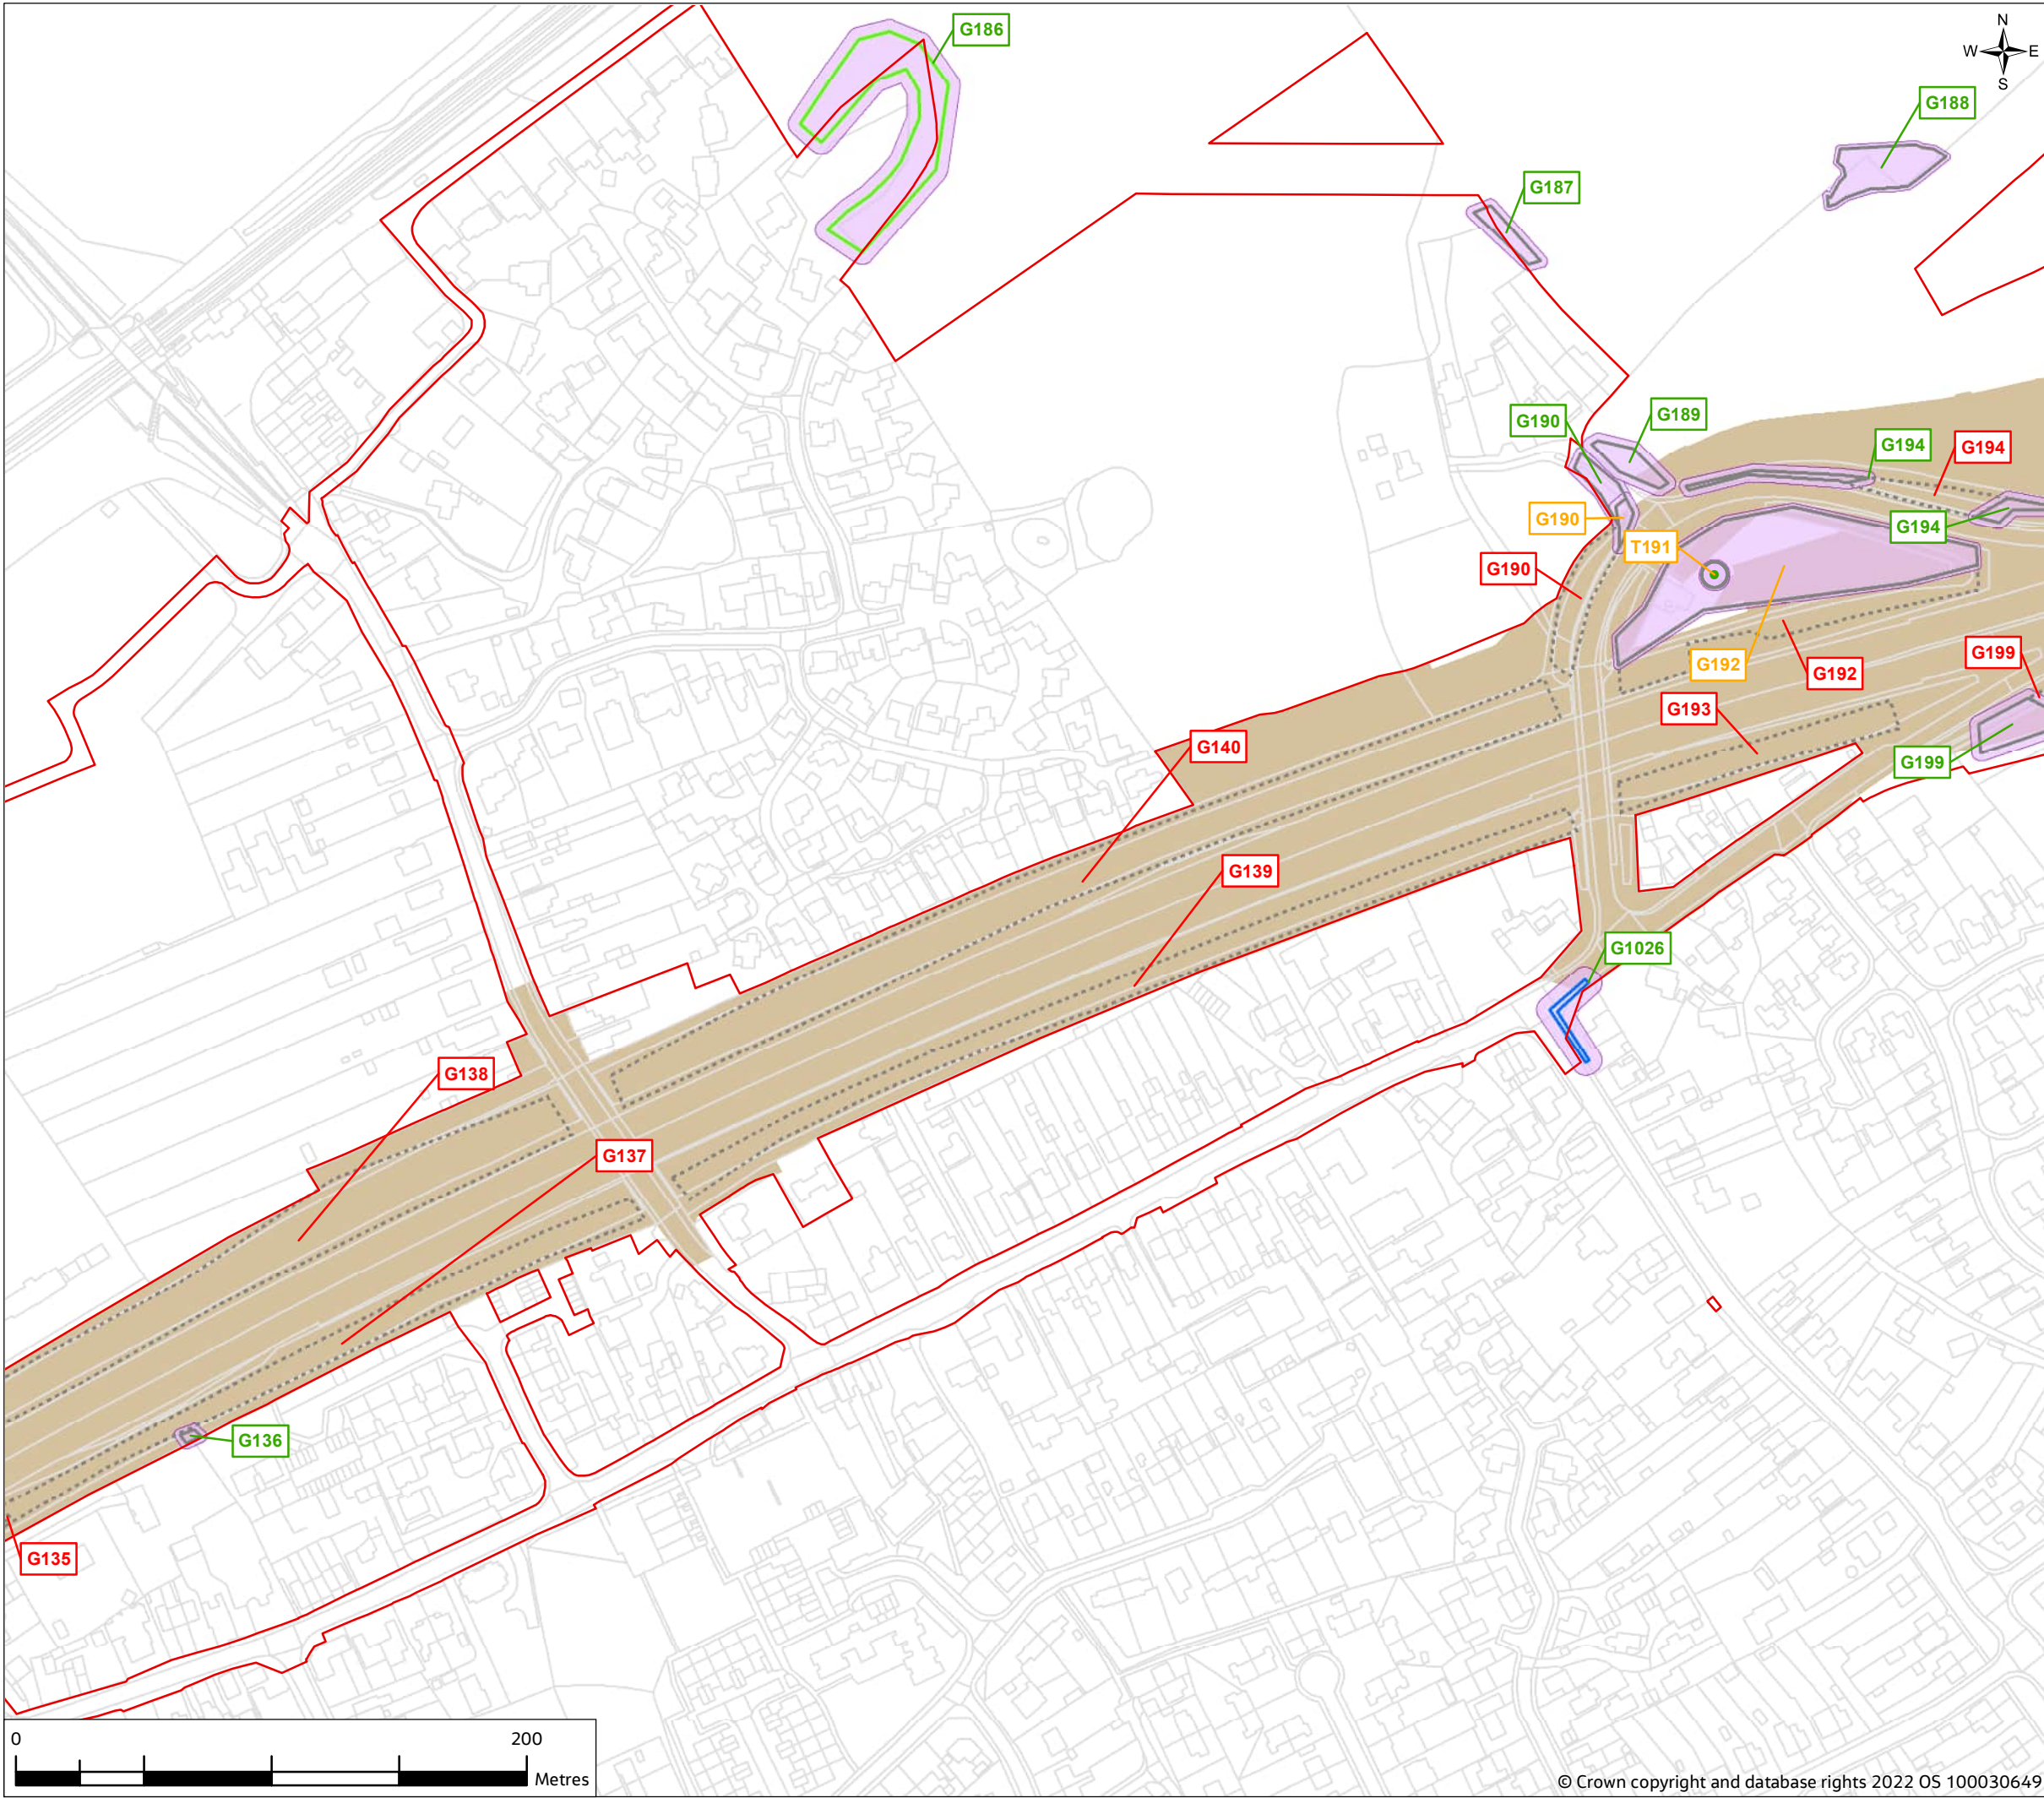 G186
N
W E
S
G188
G187
G190
G189
G194
G194
G190
G194
T191
G190
G192
G192
G199
G193
G140
G199
G139
G1026
G138
G137
G136
G135
0 200
Metres
© Crown copyright and database rights 2022 OS 100030649